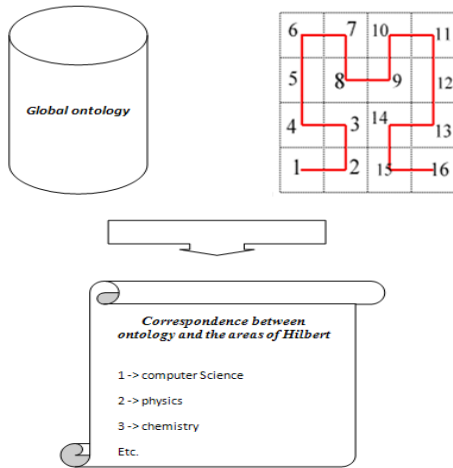 Global ontology
6 7 10 11
5 8 9 12
4 3 14 13
1 2 15 16
Correspondence between
ontology and the areas of Hilbert
1 -> computer Science
2 -> physics
3 -> chemistry
Etc.